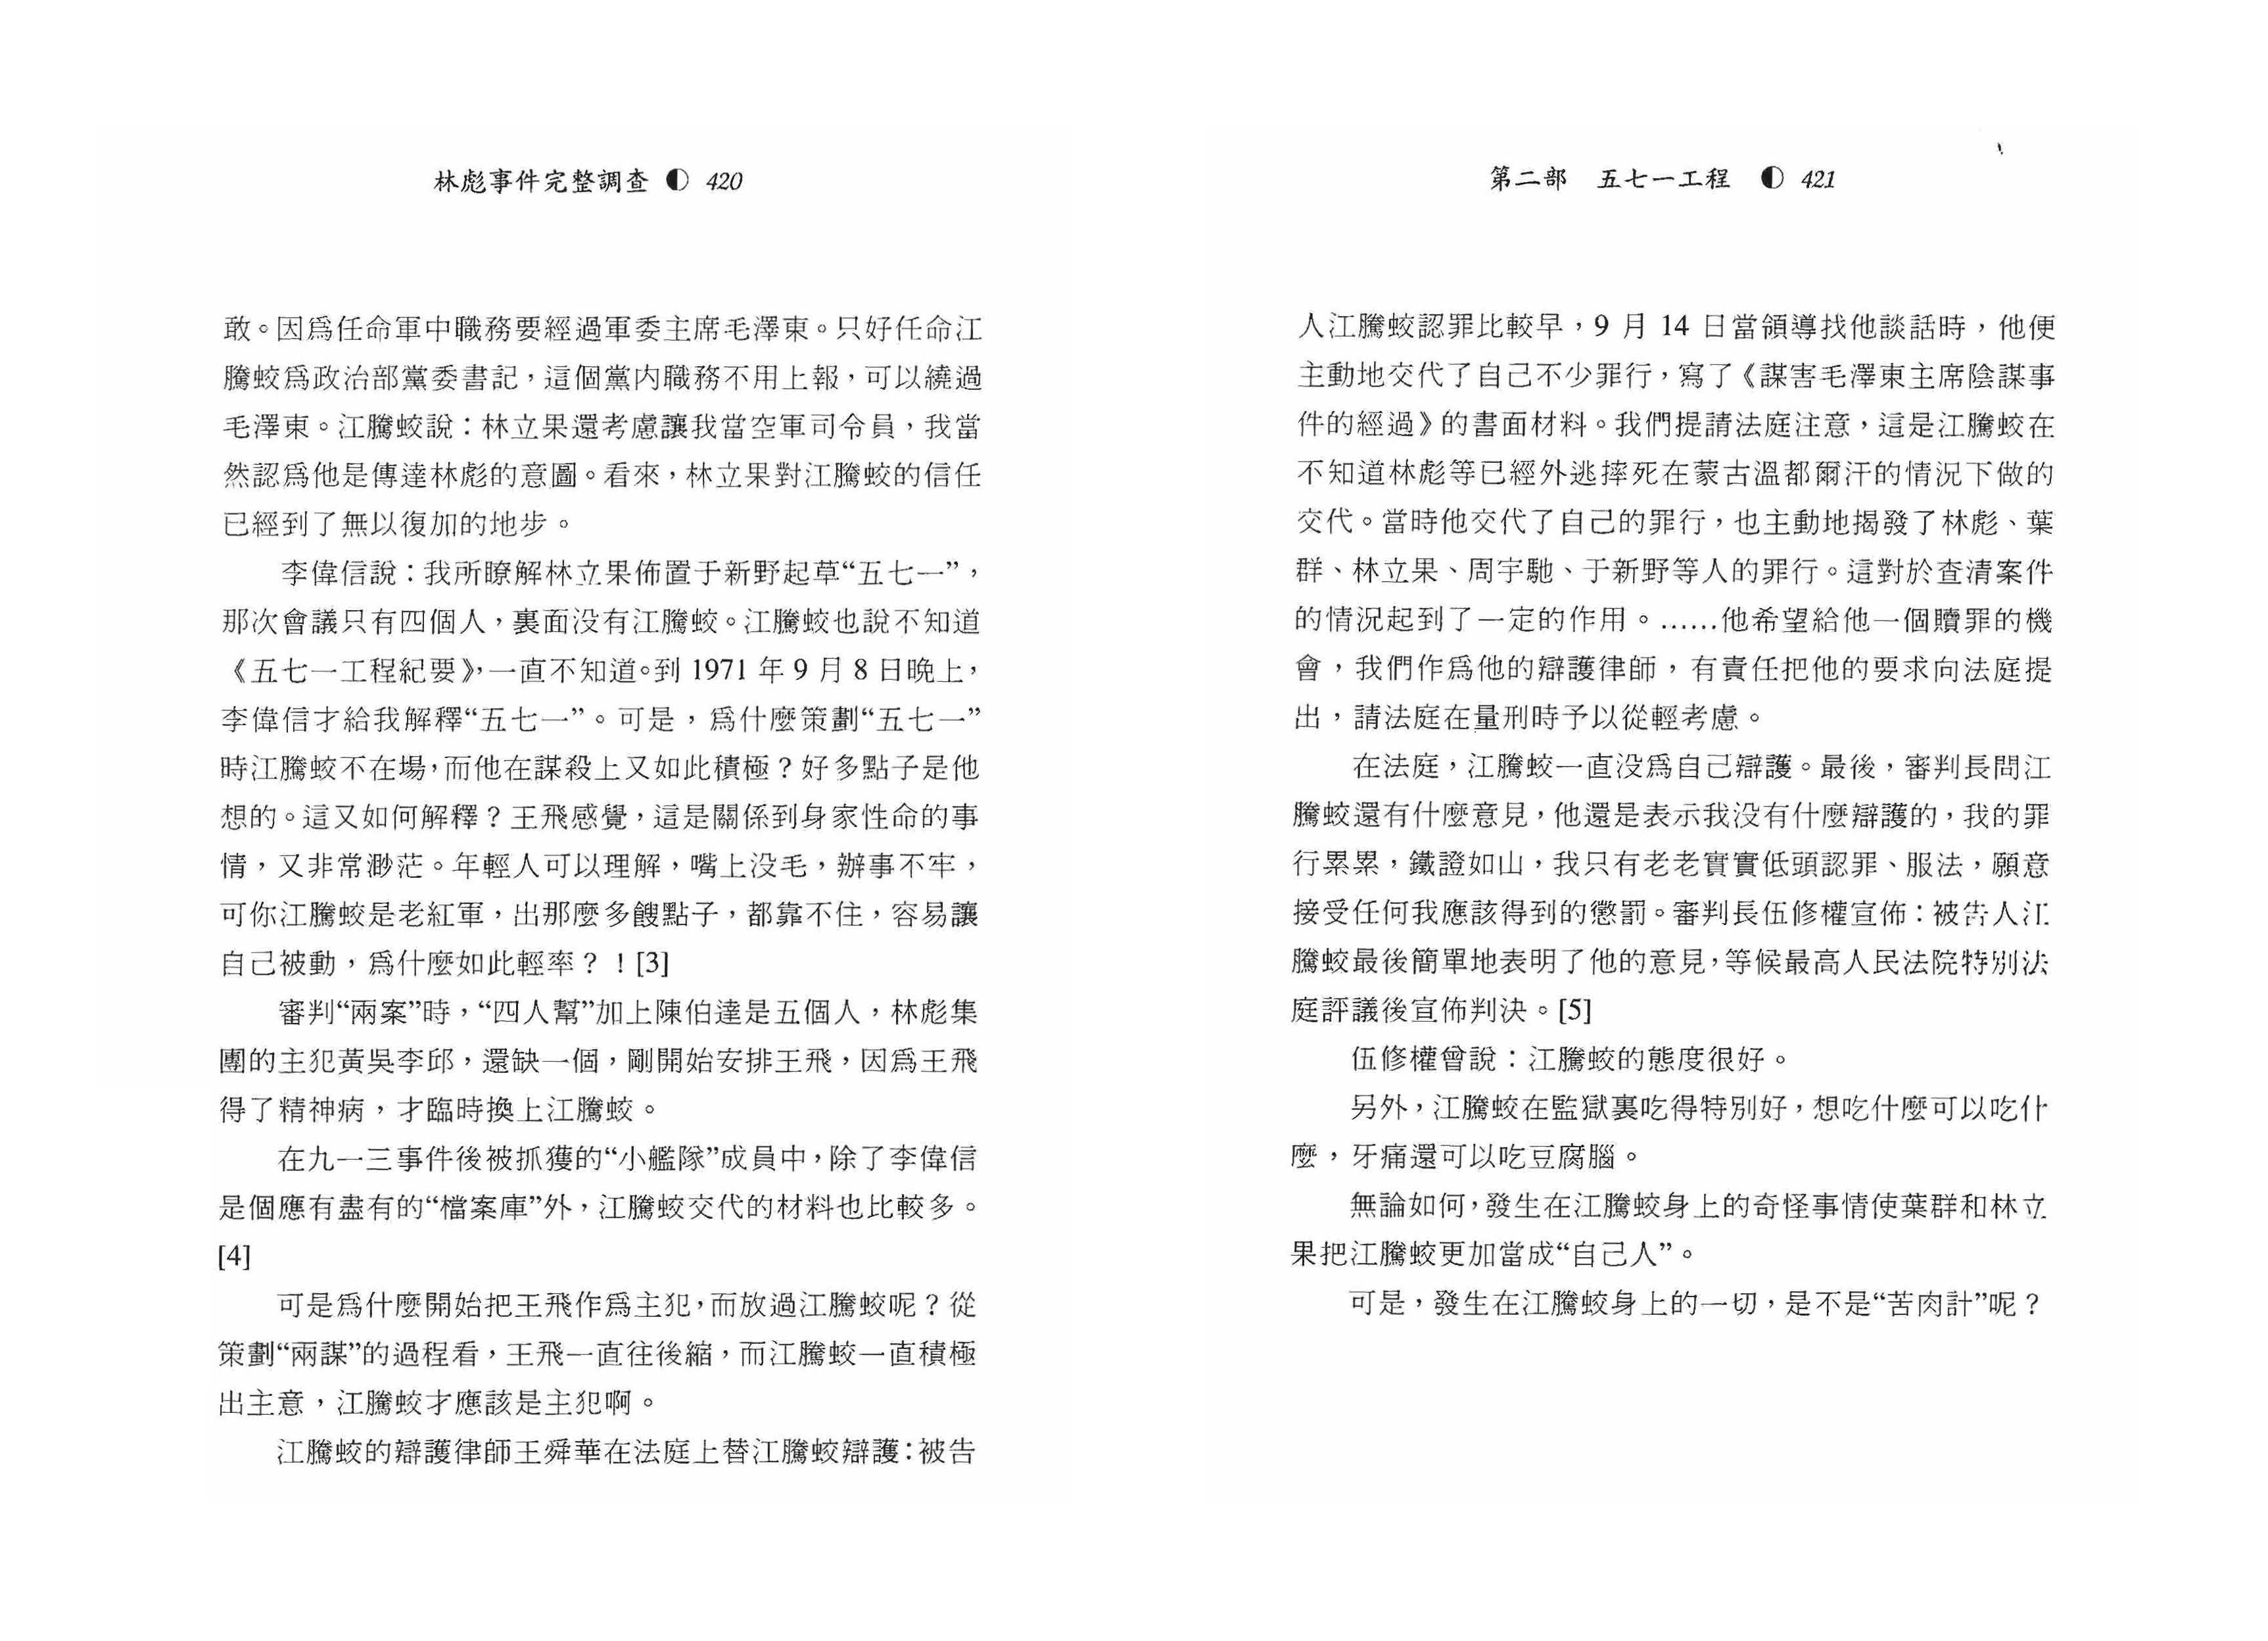 林彪事件完整調查 ◐ 420
敢。因爲任命軍中職務要經過軍委主席毛澤東。只好任命江
騰蛟爲政治部黨委書記，這個黨内職務不用上報，可以繞過
毛澤東。江騰蛟說：林立果還考慮讓我當空軍司令員，我當
然認爲他是傳達林彪的意圖。看來，林立果對江騰蛟的信任
已經到了無以復加的地步。
李偉信說：我所瞭解林立果佈置于新野起草“五七一”，
那次會議只有四個人，裏面没有江騰蛟。江騰蛟也說不知道
《五七一工程紀要》，一直不知道。到 1971 年 9 月 8 日晚上，
李偉信才給我解釋“五七一”。可是，爲什麼策劃“五七一”
時江騰蛟不在場，而他在謀殺上又如此積極？好多點子是他
想的。這又如何解釋？王飛感覺，這是關係到身家性命的事
情，又非常渺茫。年輕人可以理解，嘴上没毛，辦事不牢，
可你江騰蛟是老紅軍，出那麼多餿點子，都靠不住，容易讓
自己被動，爲什麼如此輕率？！[3]
審判“兩案”時，“四人幫”加上陳伯達是五個人，林彪集
團的主犯黃吳李邱，還缺一個，剛開始安排王飛，因爲王飛
得了精神病，才臨時換上江騰蛟。
在九一三事件後被抓獲的“小艦隊”成員中，除了李偉信
是個應有盡有的“檔案庫”外，江騰蛟交代的材料也比較多。
[4]
可是爲什麼開始把王飛作爲主犯，而放過江騰蛟呢？從
策劃“兩謀”的過程看，王飛一直往後縮，而江騰蛟一直積極
出主意，江騰蛟才應該是主犯啊。
江騰蛟的辯護律師王舜華在法庭上替江騰蛟辯護：被告
第二部　五七一工程 ◐ 421
人江騰蛟認罪比較早，9 月 14 日當領導找他談話時，他便
主動地交代了自己不少罪行，寫了《謀害毛澤東主席陰謀事
件的經過》的書面材料。我們提請法庭注意，這是江騰蛟在
不知道林彪等已經外逃摔死在蒙古溫都爾汗的情況下做的
交代。當時他交代了自己的罪行，也主動地揭發了林彪、葉
群、林立果、周宇馳、于新野等人的罪行。這對於查清案件
的情況起到了一定的作用。……他希望給他一個贖罪的機
會，我們作爲他的辯護律師，有責任把他的要求向法庭提
出，請法庭在量刑時予以從輕考慮。
在法庭，江騰蛟一直没爲自己辯護。最後，審判長問江
騰蛟還有什麼意見，他還是表示我没有什麼辯護的，我的罪
行累累，鐵證如山，我只有老老實實低頭認罪、服法，願意
接受任何我應該得到的懲罰。審判長伍修權宣佈：被告人江
騰蛟最後簡單地表明了他的意見，等候最高人民法院特別法
庭評議後宣佈判決。[5]
伍修權曾說：江騰蛟的態度很好。
另外，江騰蛟在監獄裏吃得特別好，想吃什麼可以吃什
麼，牙痛還可以吃豆腐腦。
無論如何，發生在江騰蛟身上的奇怪事情使葉群和林立
果把江騰蛟更加當成“自己人”。
可是，發生在江騰蛟身上的一切，是不是“苦肉計”呢？